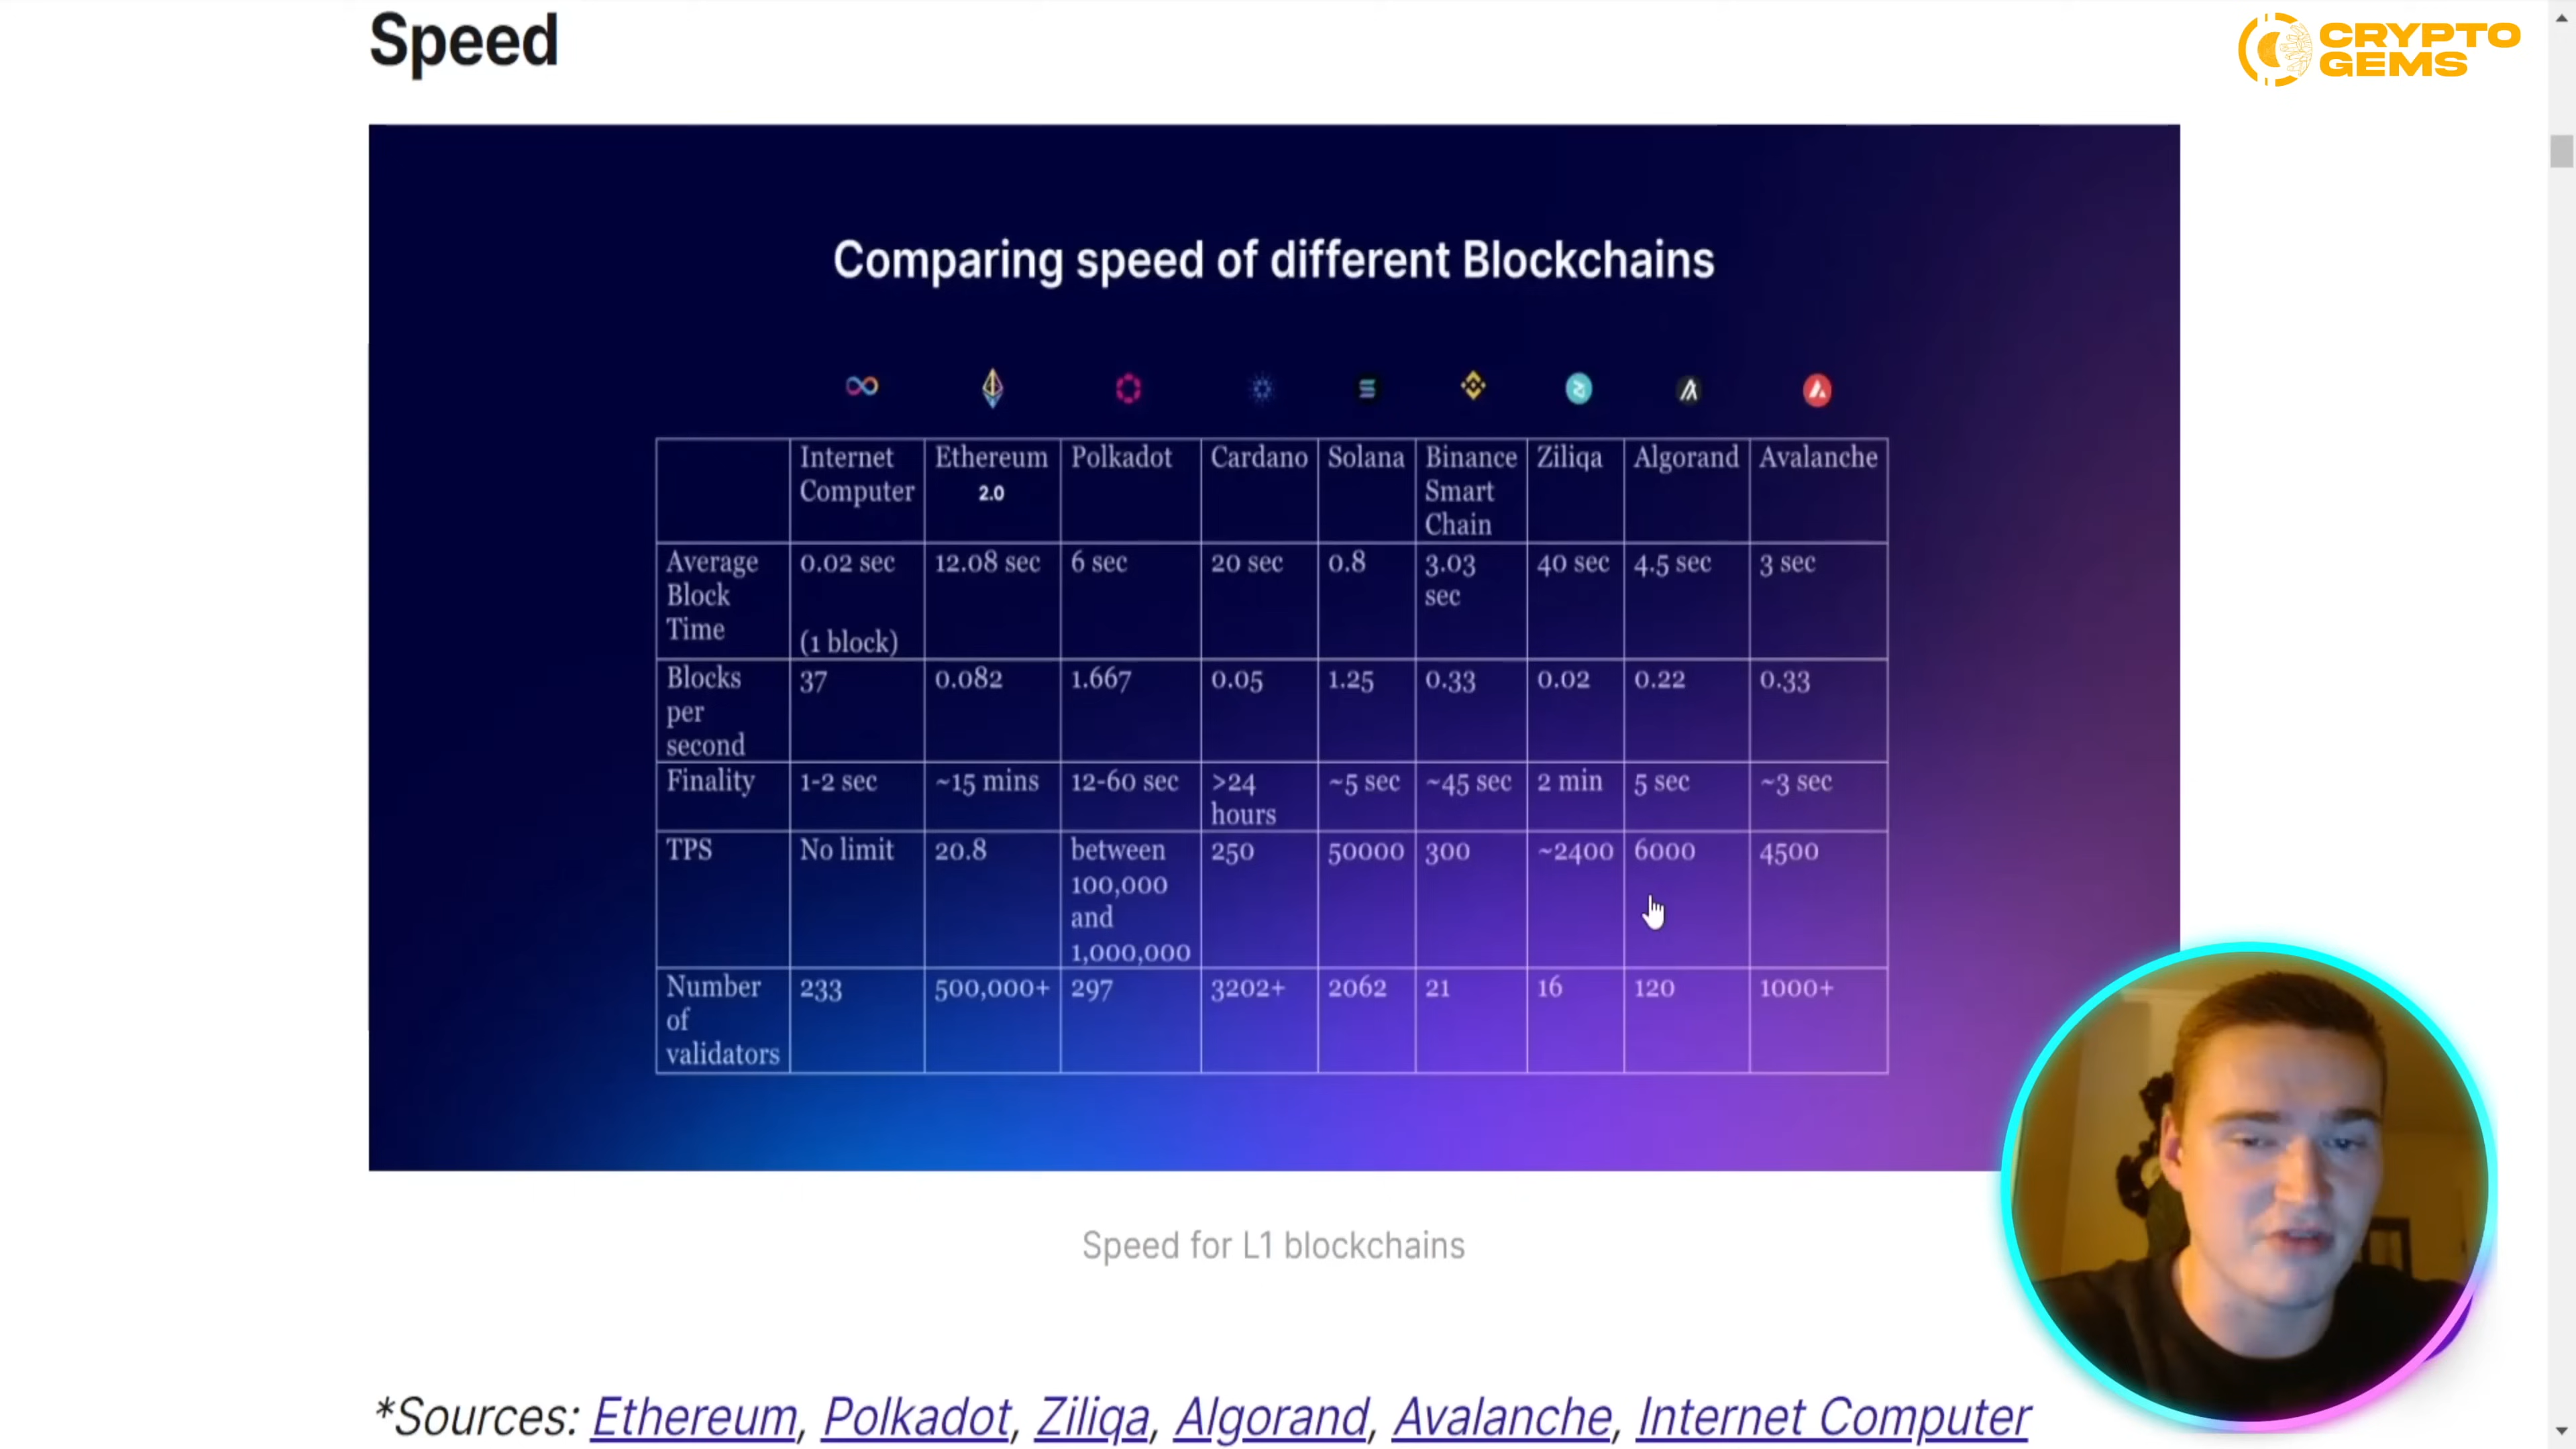 Speed
CRYPTO
GEMS
Comparing speed of different Blockchains
Internet Computer Ethereum 2.0 Polkadot Cardano Solana Binance Smart Chain Ziliqa Algorand Avalanche
Average Block Time 0.02 sec (1 block) 12.08 sec 6 sec 20 sec 0.8 3.03 sec 40 sec 4.5 sec 3 sec
Blocks per second 37 0.082 1.667 0.05 1.25 0.33 0.02 0.22 0.33
Finality 1-2 sec ~15 mins 12-60 sec >24 hours ~5 sec ~45 sec 2 min 5 sec ~3 sec
TPS No limit 20.8 between 100,000 and 1,000,000 250 50000 300 ~2400 6000 4500
Number of validators 233 500,000+ 297 3202+ 2062 21 16 120 1000+
Speed for L1 blockchains
*Sources: Ethereum, Polkadot, Ziliqa, Algorand, Avalanche, Internet Computer